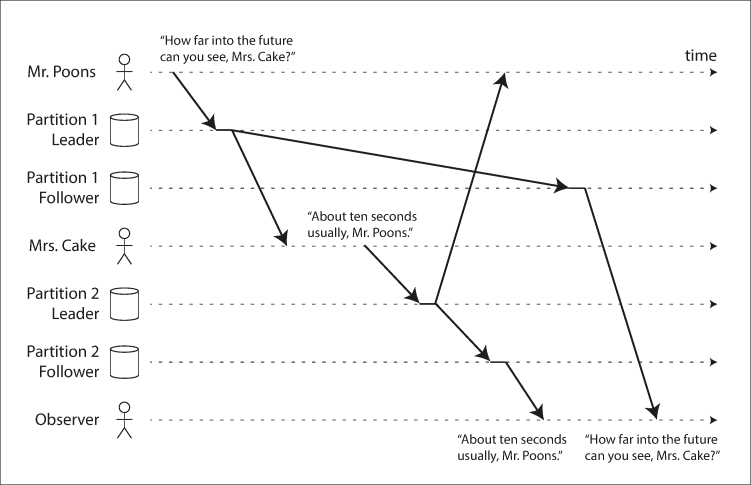 “How far into the future
can you see, Mrs. Cake?”
time
Mr. Poons
Partition 1
Leader
Partition 1
Follower
“About ten seconds
usually, Mr. Poons.”
Mrs. Cake
Partition 2
Leader
Partition 2
Follower
Observer
“About ten seconds
usually, Mr. Poons.”
“How far into the future
can you see, Mrs. Cake?”